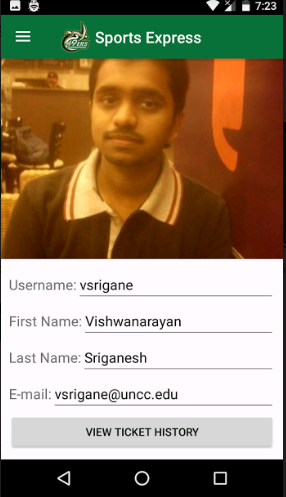 7:23
Sports Express
49ERS
Username: vsrigane
First Name: Vishwanarayan
Last Name: Sriganesh
E-mail: vsrigane@uncc.edu
VIEW TICKET HISTORY